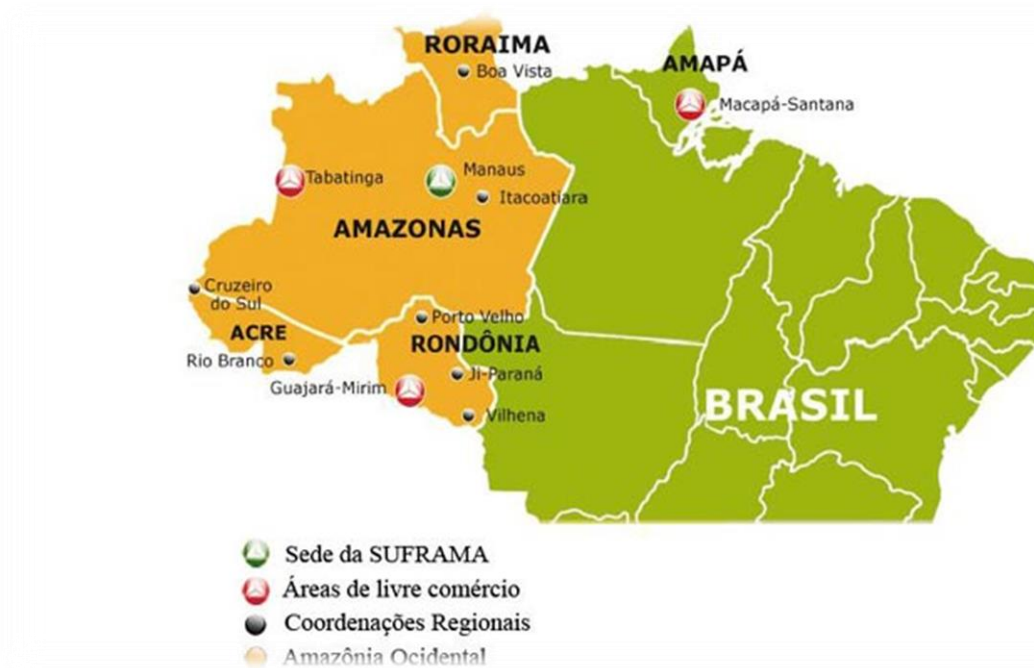 RORAIMA
Boa Vista
AMAPÁ
Macapá-Santana
Tabatinga
Manaus
Itacoatiara
AMAZONAS
Cruzeiro
do Sul
Porto Velho
ACRE
RONDÔNIA
Rio Branco
Ji-Paraná
Guajará-Mirim
BRASIL
Vilhena
Sede da SUFRAMA
Áreas de livre comércio
Coordenações Regionais
Amazônia Ocidental